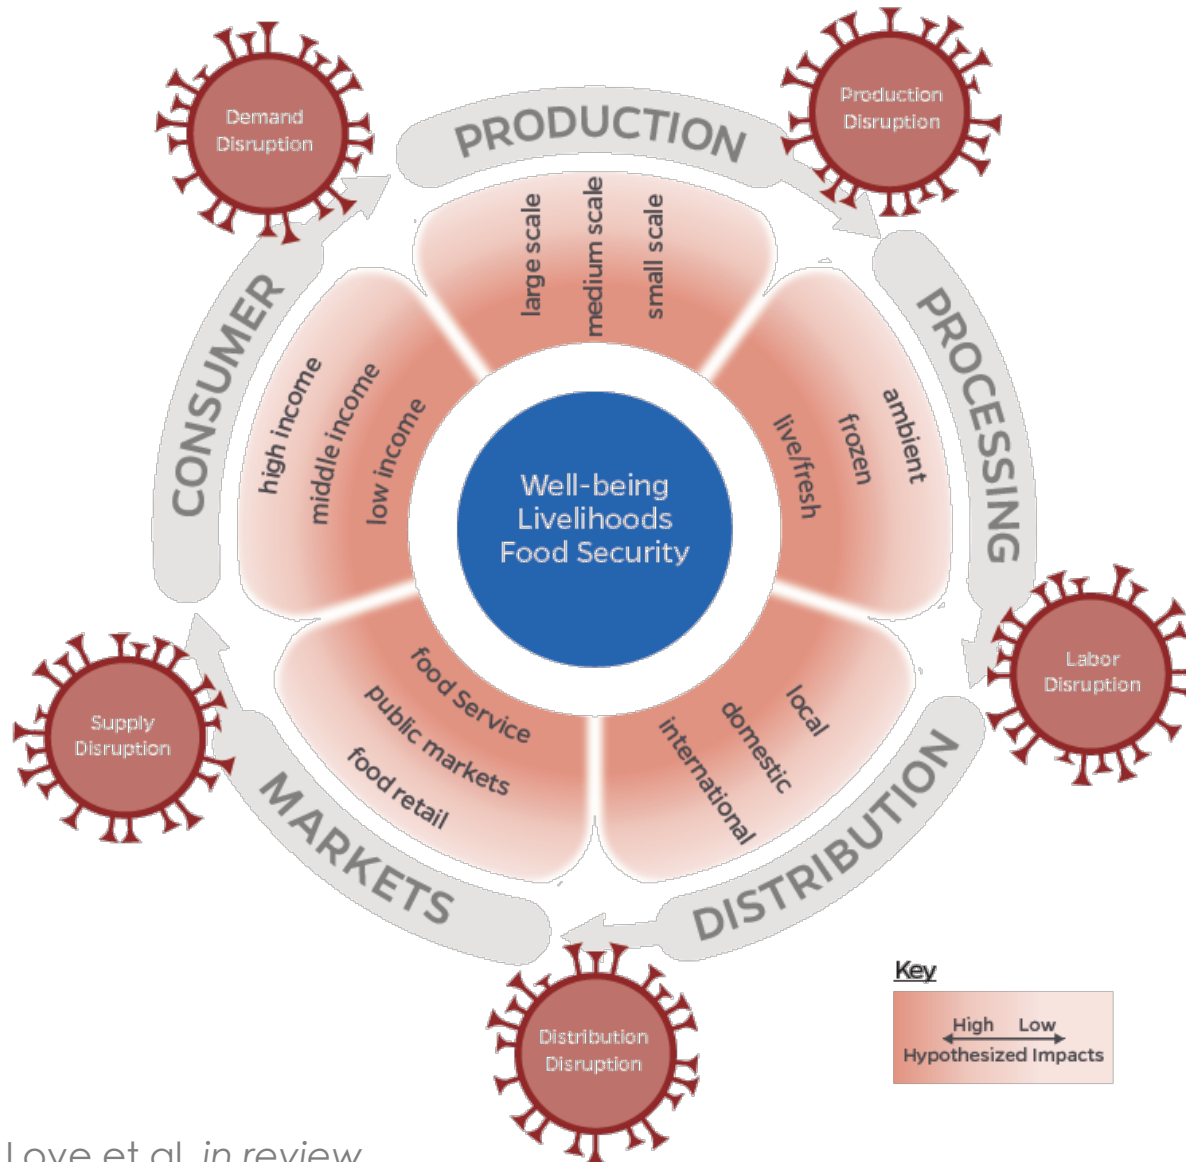 Demand
Disruption
PRODUCTION
Production
Disruption
large scale
medium scale
small scale
CONSUMER
high income
middle income
low income
PROCESSING
live/fresh
frozen
ambient
Well-being
Livelihoods
Food Security
Labor
Disruption
Supply
Disruption
food Service
public markets
food retail
MARKETS
local
domestic
international
DISTRIBUTION
Distribution
Disruption
Key
High Low
Hypothesized Impacts
Love et al. in review